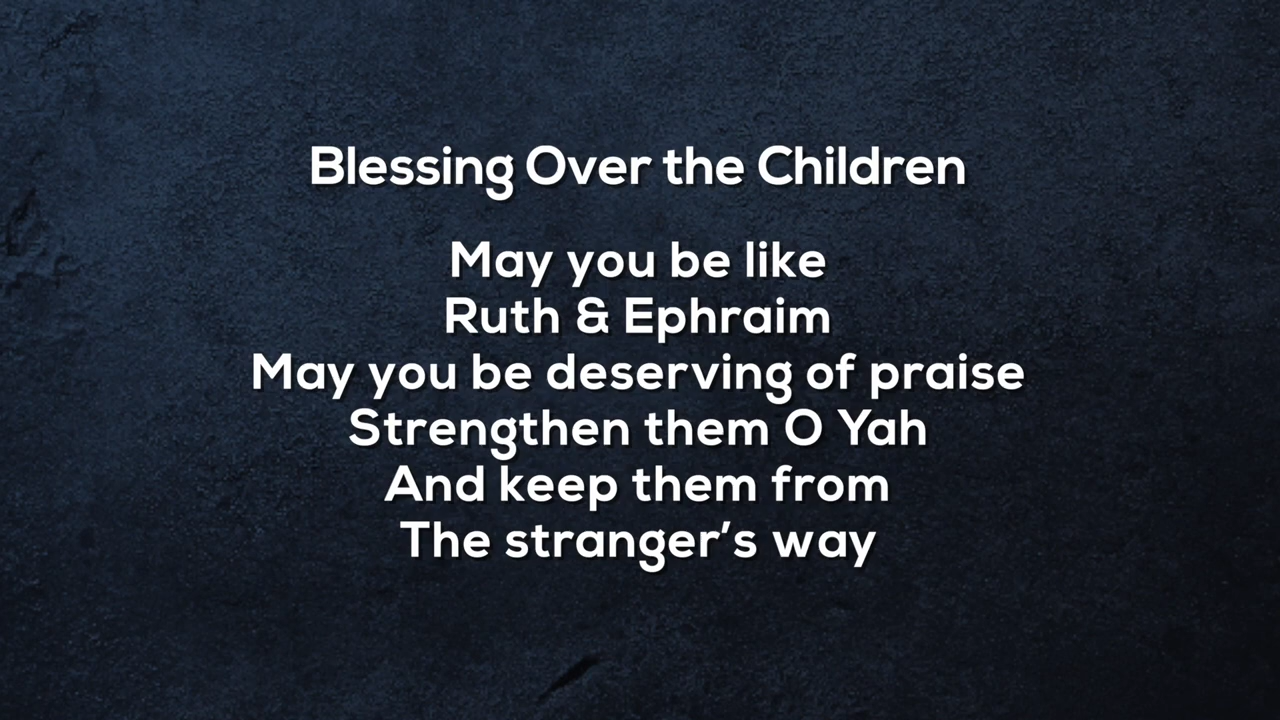 Blessing Over the Children
May you be like
Ruth & Ephraim
May you be deserving of praise
Strengthen them O Yah
And keep them from
The stranger’s way